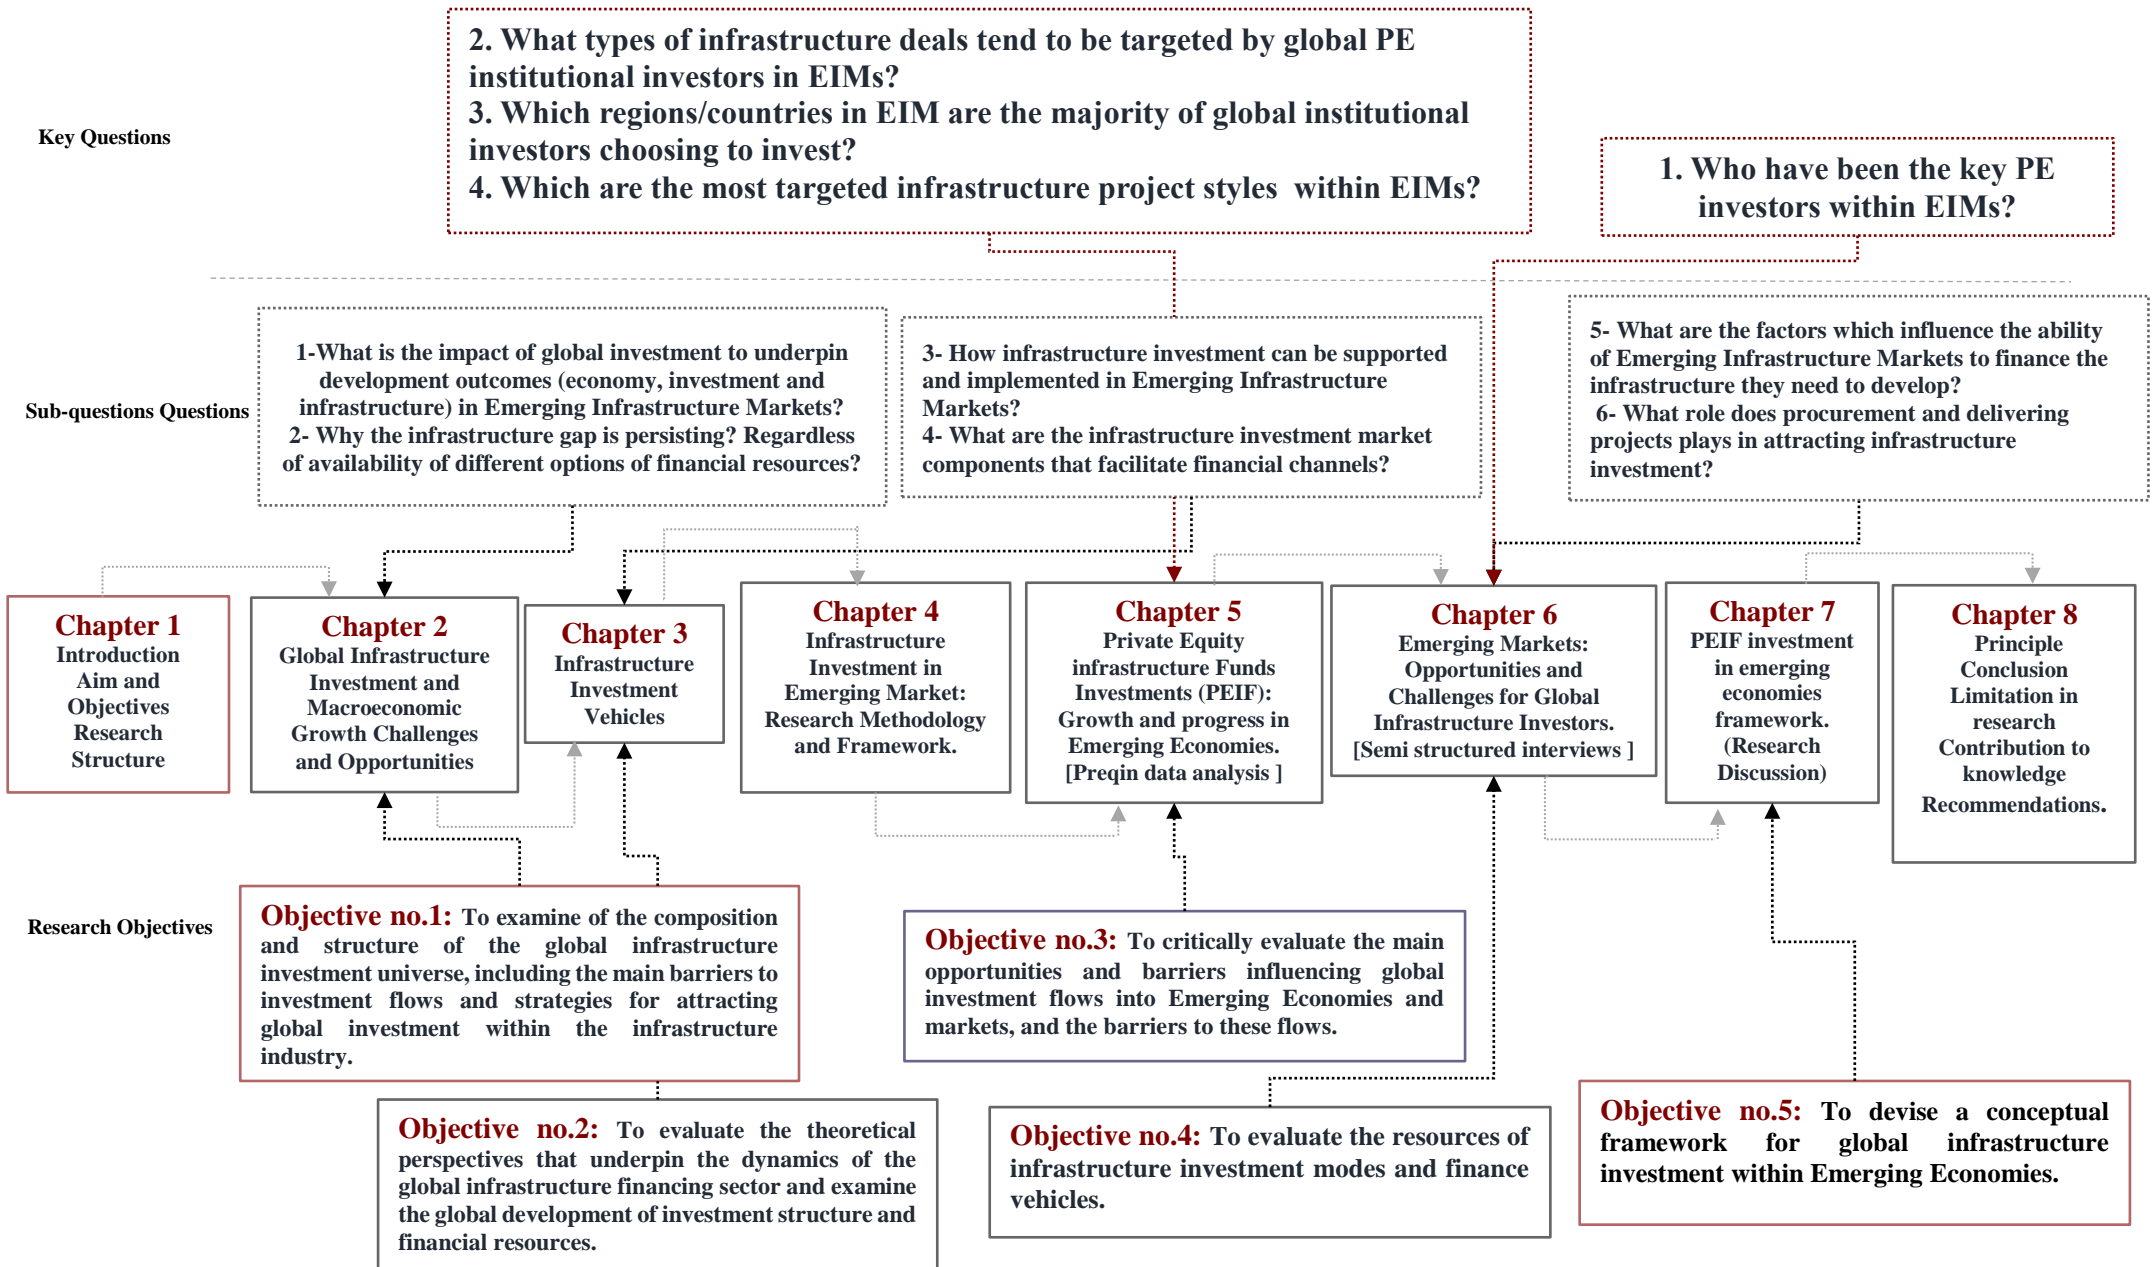 2. What types of infrastructure deals tend to be targeted by global PE
institutional investors in EIMs?
3. Which regions/countries in EIM are the majority of global institutional
investors choosing to invest?
4. Which are the most targeted infrastructure project styles within EIMs?
Key Questions
1. Who have been the key PE
investors within EIMs?
Sub-questions Questions
1-What is the impact of global investment to underpin
development outcomes (economy, investment and
infrastructure) in Emerging Infrastructure Markets?
2- Why the infrastructure gap is persisting? Regardless
of availability of different options of financial resources?
3- How infrastructure investment can be supported
and implemented in Emerging Infrastructure
Markets?
4- What are the infrastructure investment market
components that facilitate financial channels?
5- What are the factors which influence the ability
of Emerging Infrastructure Markets to finance the
infrastructure they need to develop?
6- What role does procurement and delivering
projects plays in attracting infrastructure
investment?
Chapter 1
Introduction
Aim and
Objectives
Research
Structure
Chapter 2
Global Infrastructure
Investment and
Macroeconomic
Growth Challenges
and Opportunities
Chapter 3
Infrastructure
Investment
Vehicles
Chapter 4
Infrastructure
Investment in
Emerging Market:
Research Methodology
and Framework.
Chapter 5
Private Equity
infrastructure Funds
Investments (PEIF):
Growth and progress in
Emerging Economies.
[Preqin data analysis ]
Chapter 6
Emerging Markets:
Opportunities and
Challenges for Global
Infrastructure Investors.
[Semi structured interviews ]
Chapter 7
PEIF investment
in emerging
economies
framework.
(Research
Discussion)
Chapter 8
Principle
Conclusion
Limitation in
research
Contribution to
knowledge
Recommendations.
Research Objectives
Objective no.1: To examine of the composition
and structure of the global infrastructure
investment universe, including the main barriers to
investment flows and strategies for attracting
global investment within the infrastructure
industry.
Objective no.2: To evaluate the theoretical
perspectives that underpin the dynamics of the
global infrastructure financing sector and examine
the global development of investment structure and
financial resources.
Objective no.3: To critically evaluate the main
opportunities and barriers influencing global
investment flows into Emerging Economies and
markets, and the barriers to these flows.
Objective no.4: To evaluate the resources of
infrastructure investment modes and finance
vehicles.
Objective no.5: To devise a conceptual
framework for global infrastructure
investment within Emerging Economies.